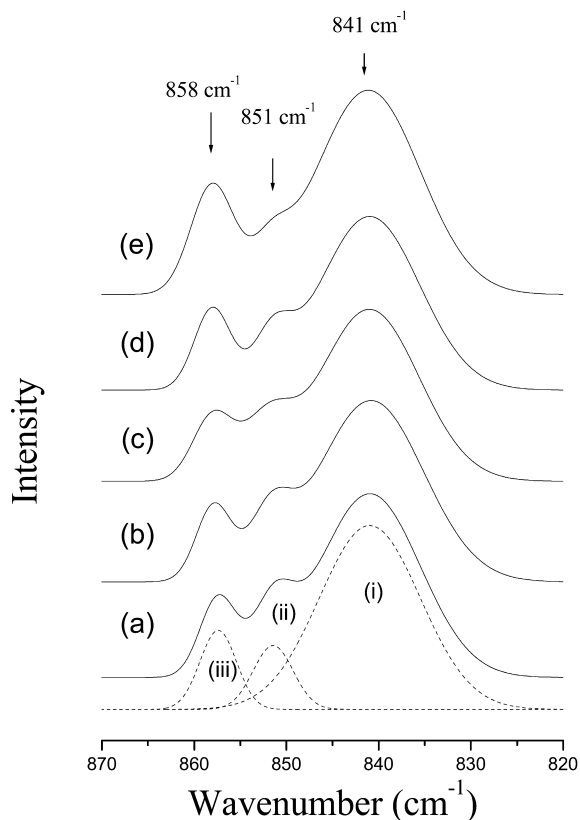 841 cm⁻¹
858 cm⁻¹
851 cm⁻¹
(e)
(d)
(c)
(b)
(a)
(i)
(ii)
(iii)
Intensity
870 860 850 840 830 820
Wavenumber (cm⁻¹)